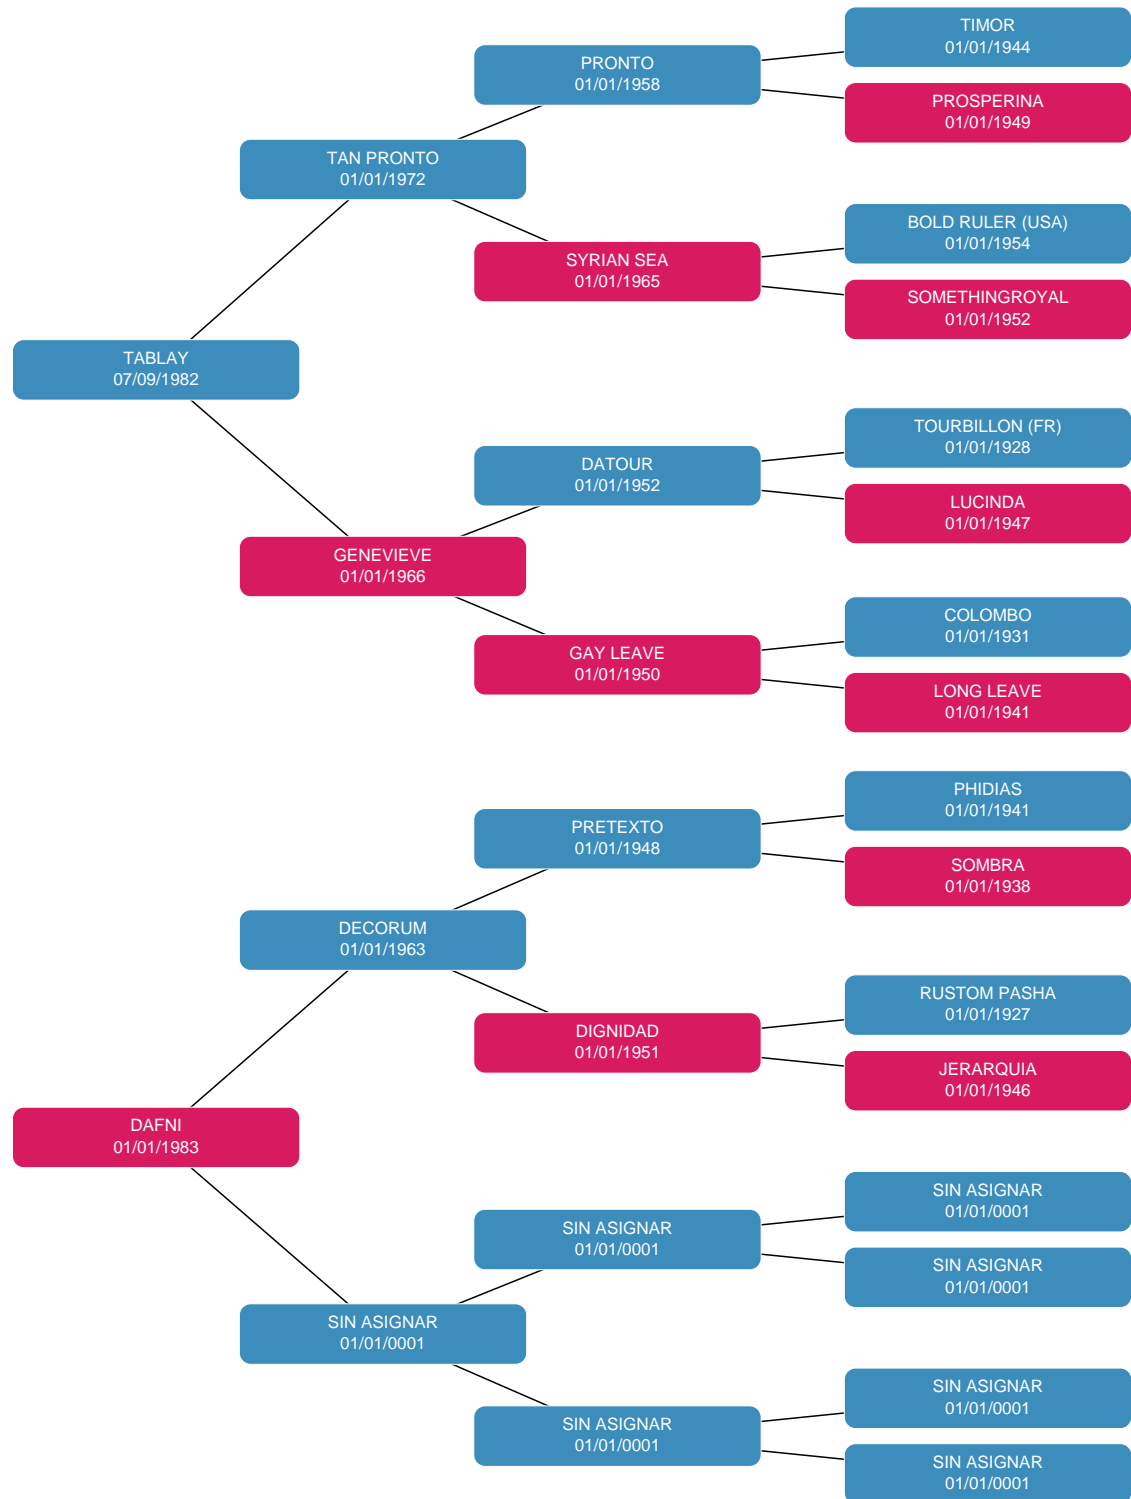 TIMOR
01/01/1944
PRONTO
01/01/1958
PROSPERINA
01/01/1949
TAN PRONTO
01/01/1972
BOLD RULER (USA)
01/01/1954
SYRIAN SEA
01/01/1965
SOMETHINGROYAL
01/01/1952
TABLAY
07/09/1982
TOURBILLON (FR)
01/01/1928
DATOUR
01/01/1952
LUCINDA
01/01/1947
GENEVIEVE
01/01/1966
COLOMBO
01/01/1931
GAY LEAVE
01/01/1950
LONG LEAVE
01/01/1941
PHIDIAS
01/01/1941
PRETEXTO
01/01/1948
SOMBRA
01/01/1938
DECORUM
01/01/1963
RUSTOM PASHA
01/01/1927
DIGNIDAD
01/01/1951
JERARQUIA
01/01/1946
DAFNI
01/01/1983
SIN ASIGNAR
01/01/0001
SIN ASIGNAR
01/01/0001
SIN ASIGNAR
01/01/0001
SIN ASIGNAR
01/01/0001
SIN ASIGNAR
01/01/0001
SIN ASIGNAR
01/01/0001
SIN ASIGNAR
01/01/0001